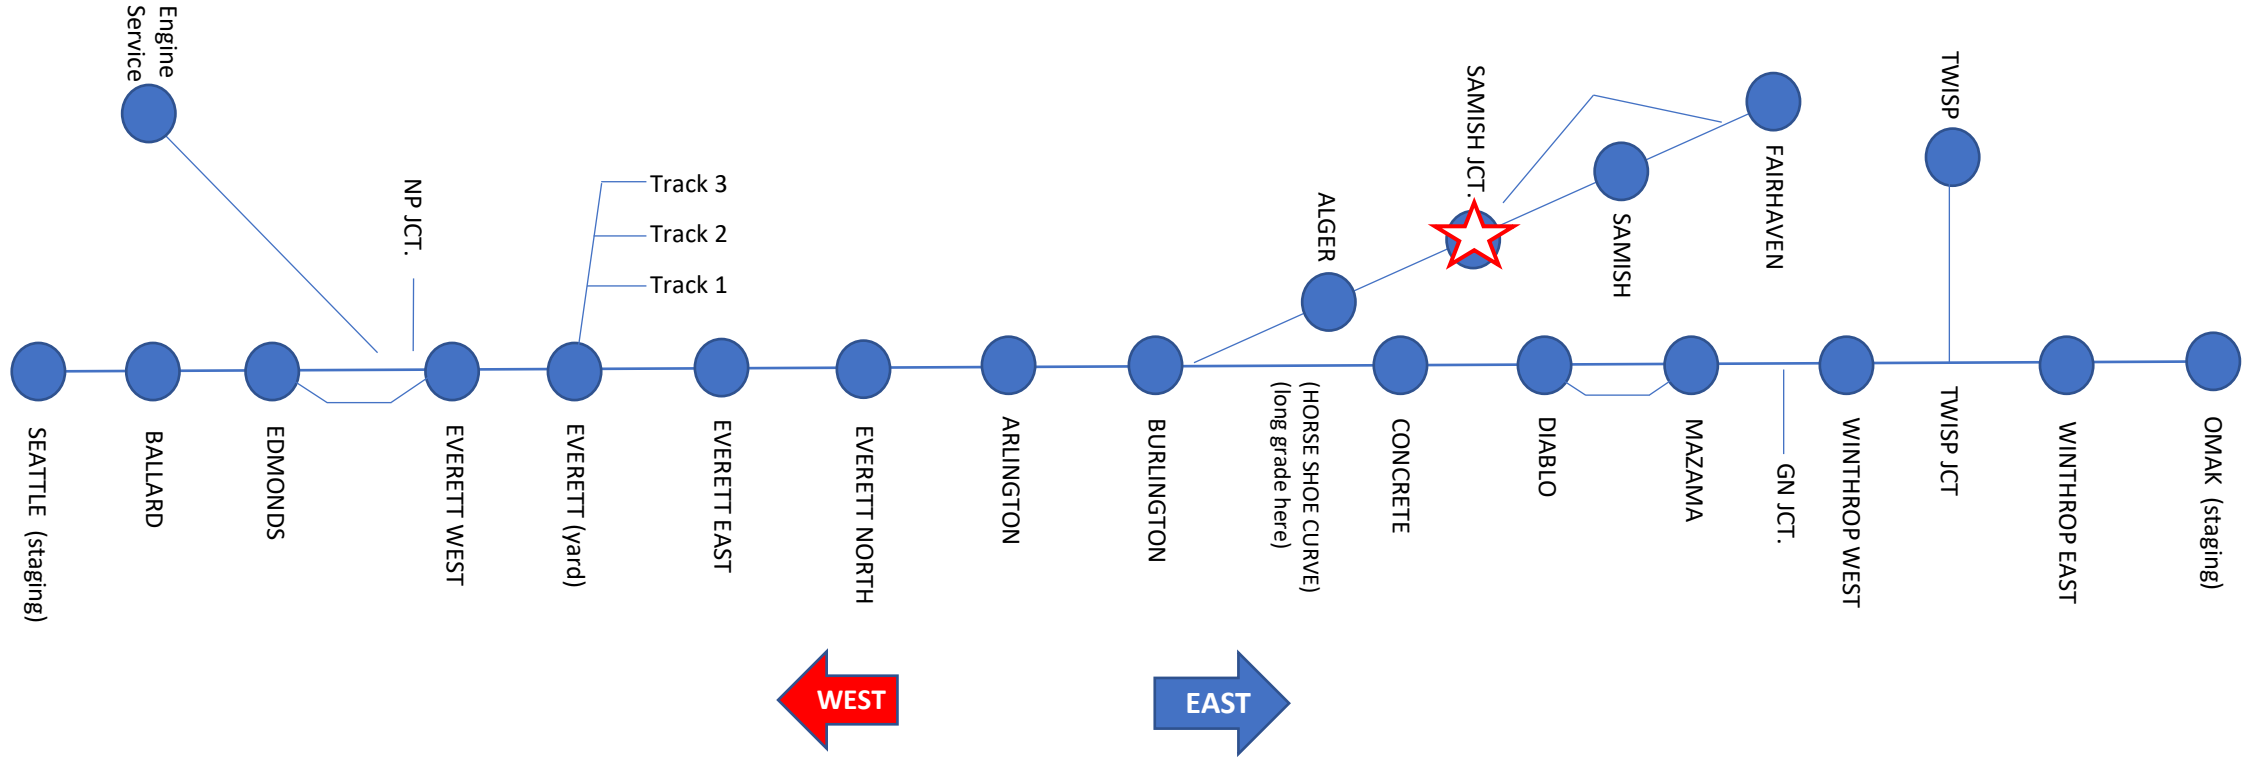 Engine
Service
NP JCT.
Track 3
Track 2
Track 1
ALGER
SAMISH JCT.
SAMISH
FAIRHAVEN
TWISP
SEATTLE (staging)
BALLARD
EDMONDS
EVERETT WEST
EVERETT (yard)
EVERETT EAST
EVERETT NORTH
ARLINGTON
BURLINGTON
(HORSE SHOE CURVE)
(long grade here)
CONCRETE
DIABLO
MAZAMA
GN JCT.
WINTHROP WEST
TWISP JCT
WINTHROP EAST
OMAK (staging)
WEST
EAST